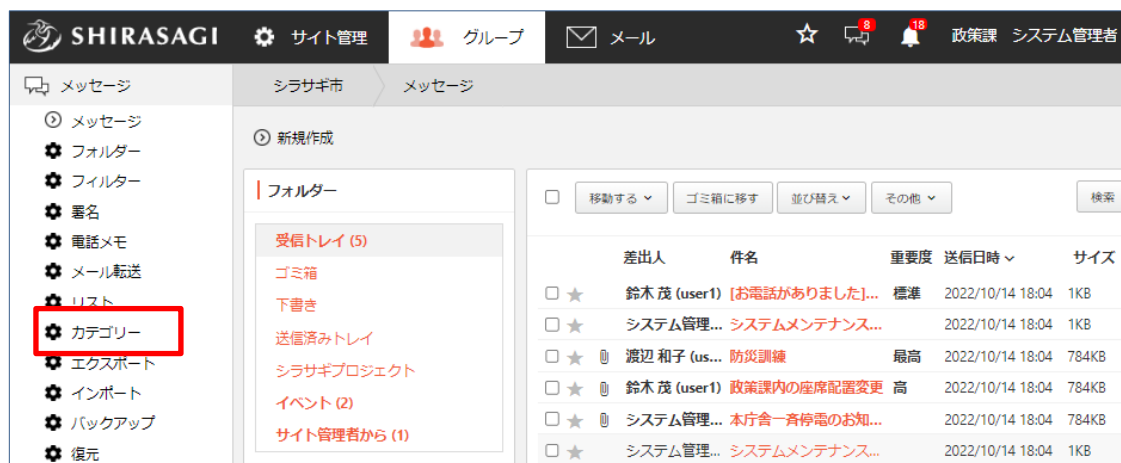 SHIRASAGI サイト管理 グループ メール 8 18 政策課 システム管理者
メッセージ
シラサギ市 メッセージ
メッセージ
フォルダー
フィルター
署名
電話メモ
メール転送
リスト
カテゴリー
エクスポート
インポート
バックアップ
復元
新規作成
フォルダー
受信トレイ (5)
ゴミ箱
下書き
送信済みトレイ
シラサギプロジェクト
イベント (2)
サイト管理者から (1)
移動する ゴミ箱に移す 並び替え その他 検索
差出人 件名 重要度 送信日時 サイズ
鈴木 茂 (user1) [お電話がありました]... 標準 2022/10/14 18:04 1KB
システム管理... システムメンテナンス... 2022/10/14 18:04 1KB
渡辺 和子 (us... 防災訓練 最高 2022/10/14 18:04 784KB
鈴木 茂 (user1) 政策課内の座席配置変更 高 2022/10/14 18:04 784KB
システム管理... 本庁舎一斉停電のお知... 2022/10/14 18:04 784KB
システム管理... システムメンテナンス... 2022/10/14 18:04 1KB